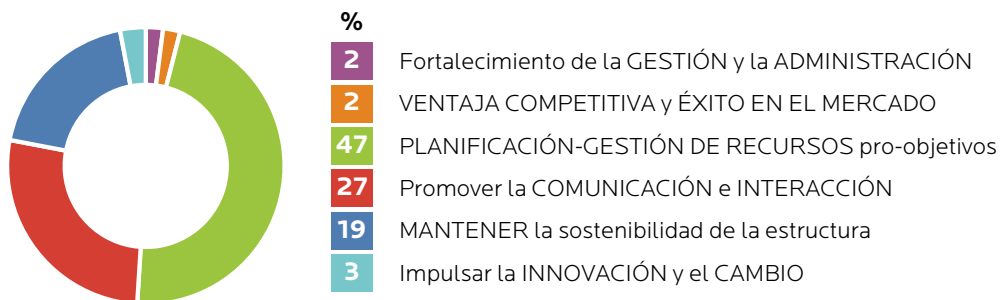 %
2 Fortalecimiento de la GESTIÓN y la ADMINISTRACIÓN
2 VENTAJA COMPETITIVA y ÉXITO EN EL MERCADO
47 PLANIFICACIÓN-GESTIÓN DE RECURSOS pro-objetivos
27 Promover la COMUNICACIÓN e INTERACCIÓN
19 MANTENER la sostenibilidad de la estructura
3 Impulsar la INNOVACIÓN y el CAMBIO